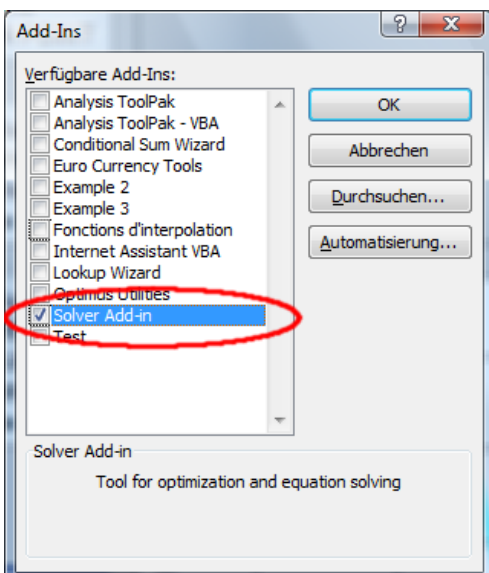 Add-Ins
Verfügbare Add-Ins:
Analysis ToolPak
Analysis ToolPak - VBA
Conditional Sum Wizard
Euro Currency Tools
Example 2
Example 3
Fonctions d'interpolation
Internet Assistant VBA
Lookup Wizard
Optimus Utilities
Solver Add-in
Test
OK
Abbrechen
Durchsuchen...
Automatisierung...
Solver Add-in
Tool for optimization and equation solving